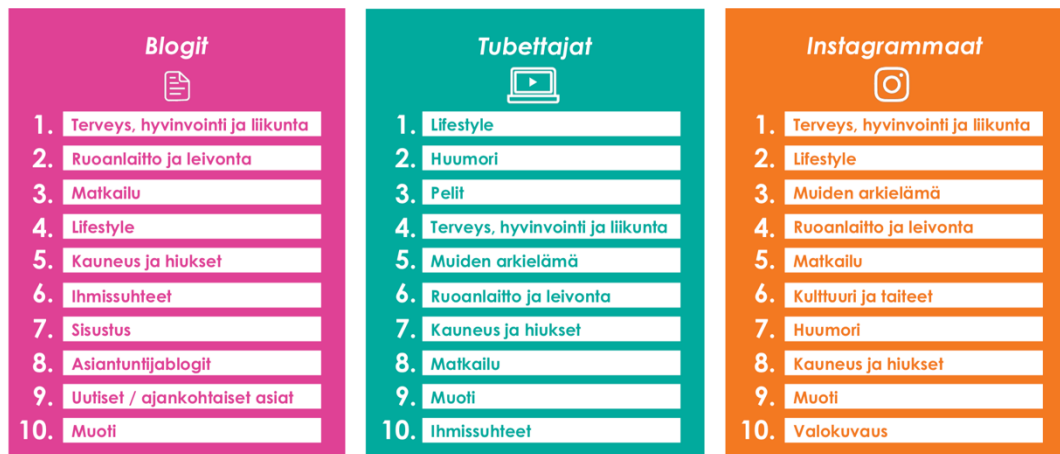 Blogit
1. Terveys, hyvinvointi ja liikunta
2. Ruoanlaitto ja leivonta
3. Matkailu
4. Lifestyle
5. Kauneus ja hiukset
6. Ihmissuhteet
7. Sisustus
8. Asiantuntijablogit
9. Uutiset / ajankohtaiset asiat
10. Muoti
Tubettajat
1. Lifestyle
2. Huumori
3. Pelit
4. Terveys, hyvinvointi ja liikunta
5. Muiden arkielämä
6. Ruoanlaitto ja leivonta
7. Kauneus ja hiukset
8. Matkailu
9. Muoti
10. Ihmissuhteet
Instagrammaat
1. Terveys, hyvinvointi ja liikunta
2. Lifestyle
3. Muiden arkielämä
4. Ruoanlaitto ja leivonta
5. Matkailu
6. Kulttuuri ja taiteet
7. Huumori
8. Kauneus ja hiukset
9. Muoti
10. Valokuvaus